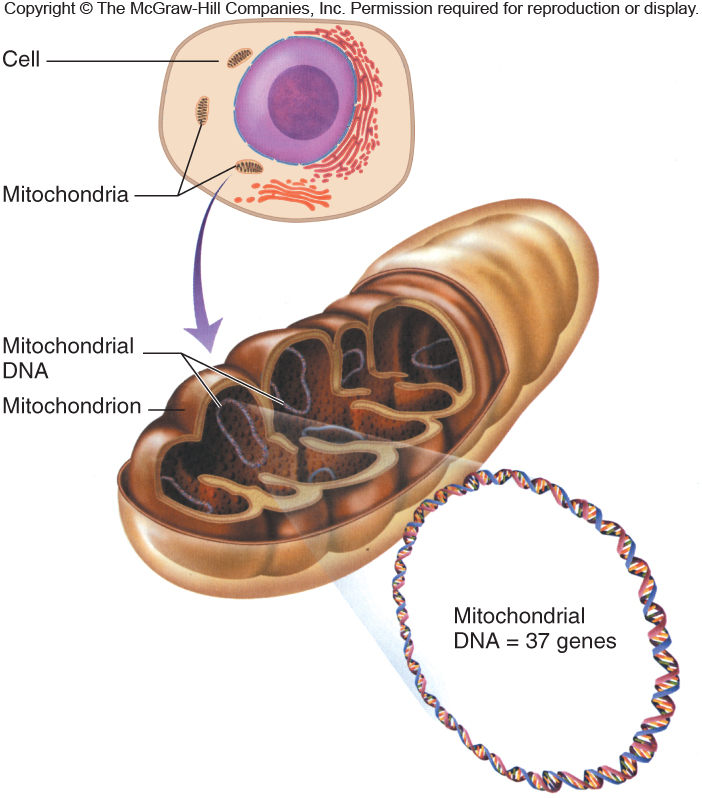 Copyright © The McGraw-Hill Companies, Inc. Permission required for reproduction or display.
Cell
Mitochondria
Mitochondrial
DNA
Mitochondrion
Mitochondrial
DNA = 37 genes